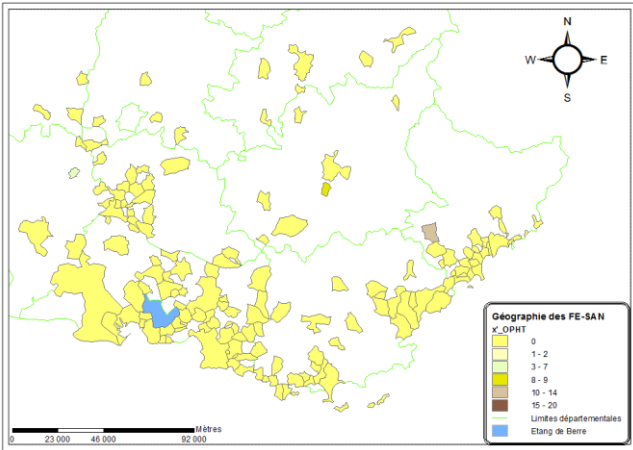 N
W E
S
Géographie des FE-SAN
x'_OPHT
0
1 - 2
3 - 7
8 - 9
10 - 14
15 - 20
Limites départementales
Etang de Berre
Mètres
0 23 000 46 000 92 000